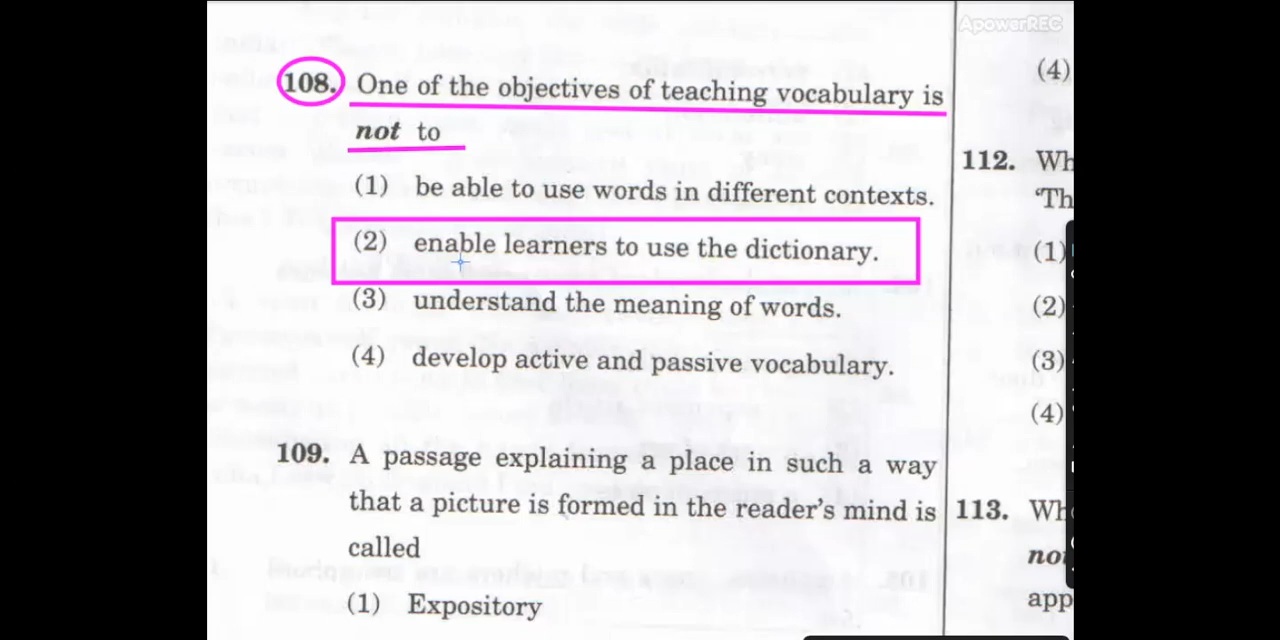 ApowerREC
108. One of the objectives of teaching vocabulary is
not to
(1) be able to use words in different contexts.
(2) enable learners to use the dictionary.
(3) understand the meaning of words.
(4) develop active and passive vocabulary.
109. A passage explaining a place in such a way
that a picture is formed in the reader's mind is
called
(1) Expository
(4)
112. Wh
'Th
(1)
(2)
(3)
(4)
113. Wh
not
app